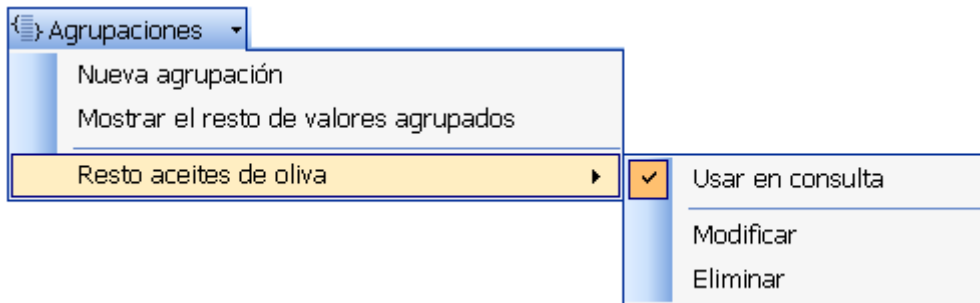 Agrupaciones
Nueva agrupación
Mostrar el resto de valores agrupados
Resto aceites de oliva
Usar en consulta
Modificar
Eliminar